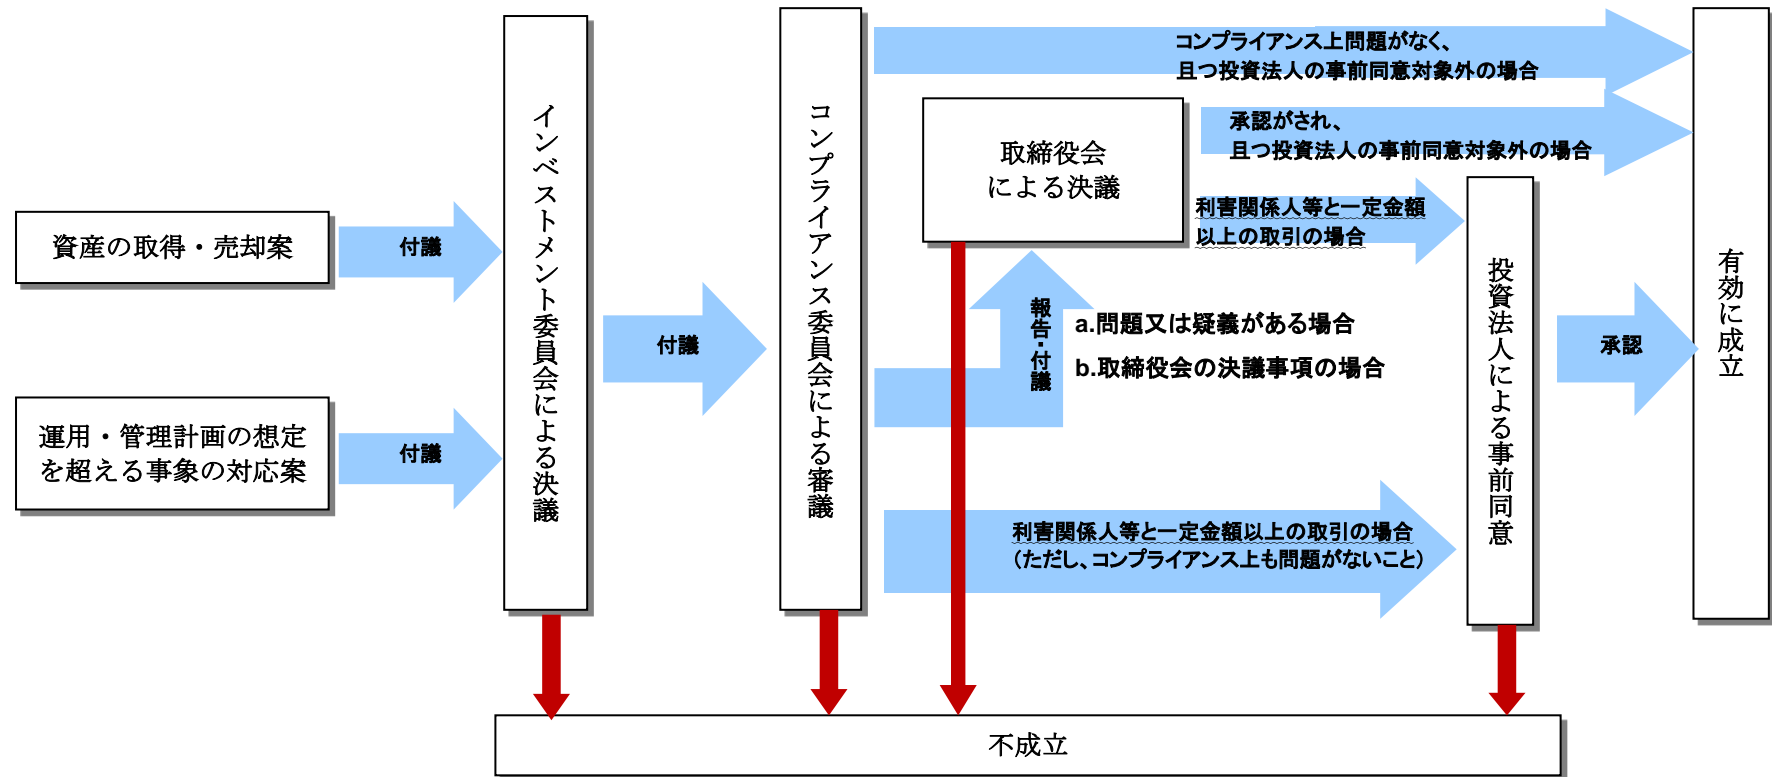 資産の取得・売却案
運用・管理計画の想定
を超える事象の対応案
付議
付議
インベストメント委員会による決議
付議
コンプライアンス委員会による審議
コンプライアンス上問題がなく、
且つ投資法人の事前同意対象外の場合
取締役会
による決議
承認がされ、
且つ投資法人の事前同意対象外の場合
利害関係人等と一定金額
以上の取引の場合
報告・付議
a.問題又は疑義がある場合
b.取締役会の決議事項の場合
利害関係人等と一定金額以上の取引の場合
（ただし、コンプライアンス上も問題がないこと）
投資法人による事前同意
承認
有効に成立
不成立